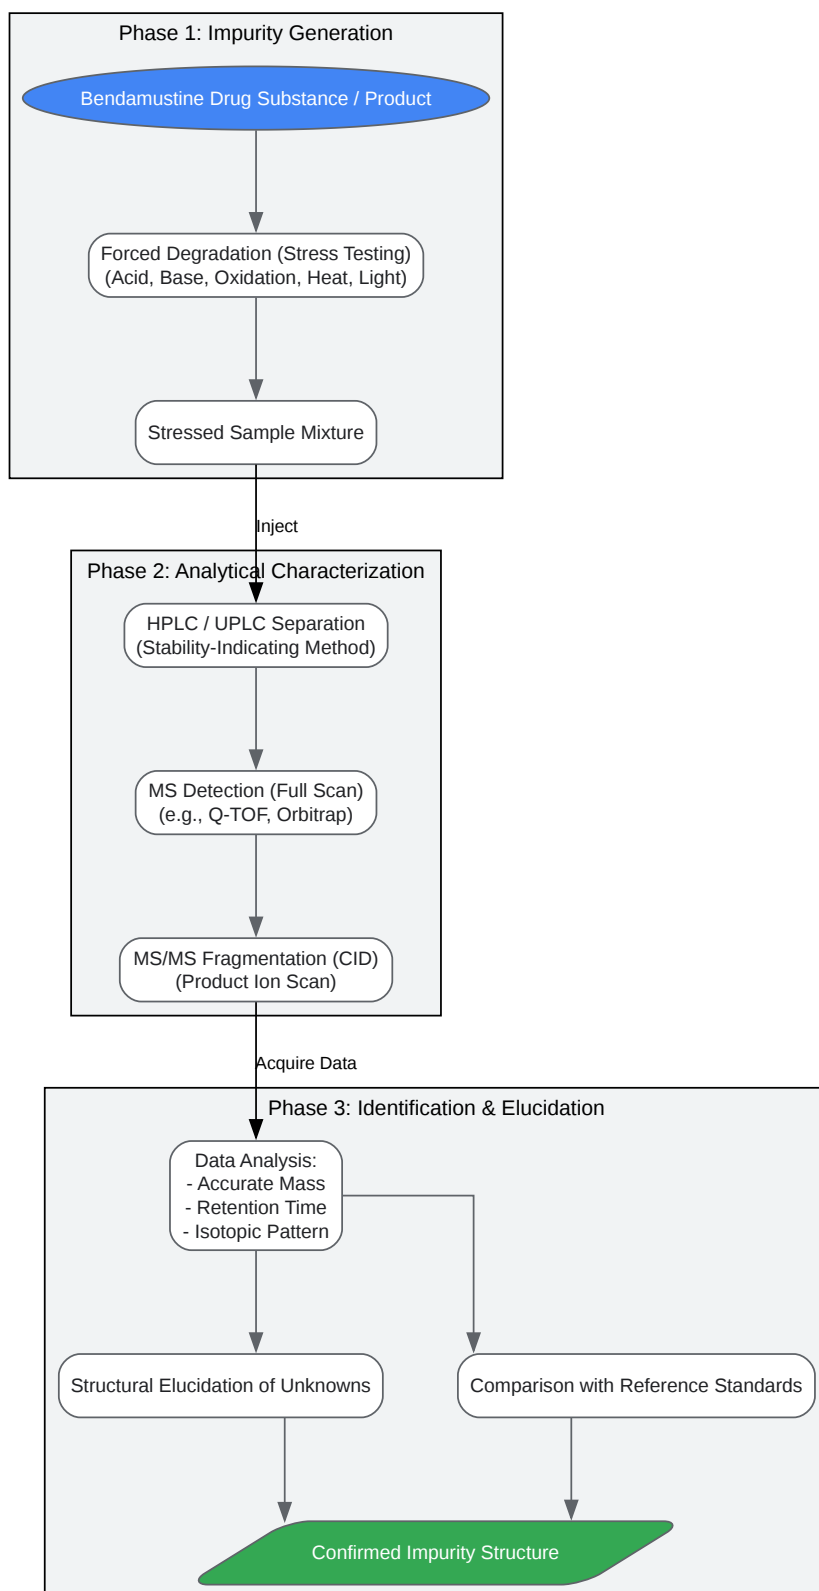 Phase 1: Impurity Generation
Bendamustine Drug Substance / Product
Forced Degradation (Stress Testing)
(Acid, Base, Oxidation, Heat, Light)
Stressed Sample Mixture
Inject
Phase 2: Analytical Characterization
HPLC / UPLC Separation
(Stability-Indicating Method)
MS Detection (Full Scan)
(e.g., Q-TOF, Orbitrap)
MS/MS Fragmentation (CID)
(Product Ion Scan)
Acquire Data
Phase 3: Identification & Elucidation
Data Analysis:
- Accurate Mass
- Retention Time
- Isotopic Pattern
Structural Elucidation of Unknowns
Comparison with Reference Standards
Confirmed Impurity Structure